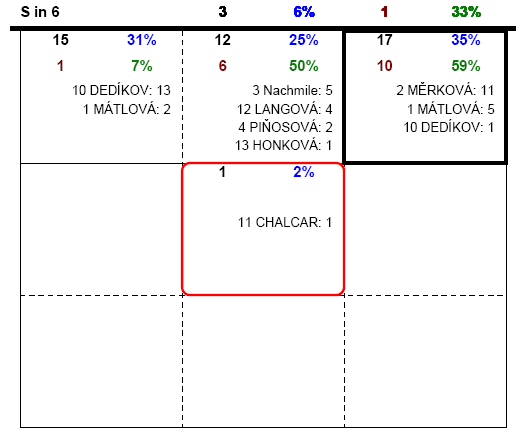 S in 6 3 6% 1 33%
15 31% 12 25% 17 35%
1 7% 6 50% 10 59%
10 DEDÍKOV: 13 3 Nachmile: 5 2 MĚRKOVÁ: 11
1 MÁTLOVÁ: 2 12 LANGOVÁ: 4 1 MÁTLOVÁ: 5
4 PIŇOSOVÁ: 2 10 DEDÍKOV: 1
13 HONKOVÁ: 1
1 2%
11 CHALCAR: 1